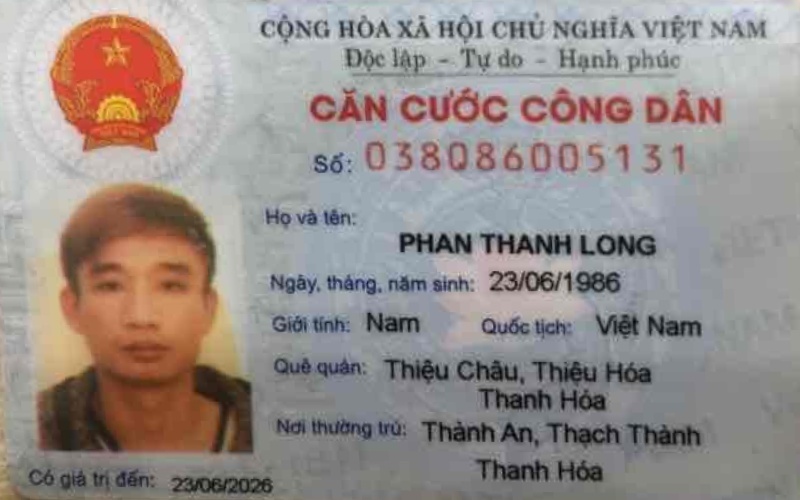 CỘNG HÒA XÃ HỘI CHỦ NGHĨA VIỆT NAM
Độc lập - Tự do - Hạnh phúc
CĂN CƯỚC CÔNG DÂN
Số: 038086005131
Họ và tên:
PHAN THANH LONG
Ngày, tháng, năm sinh: 23/06/1986
Giới tính: Nam Quốc tịch: Việt Nam
Quê quán: Thiệu Châu, Thiệu Hóa
Thanh Hóa
Nơi thường trú: Thành An, Thạch Thành
Thanh Hóa
Có giá trị đến: 23/06/2026